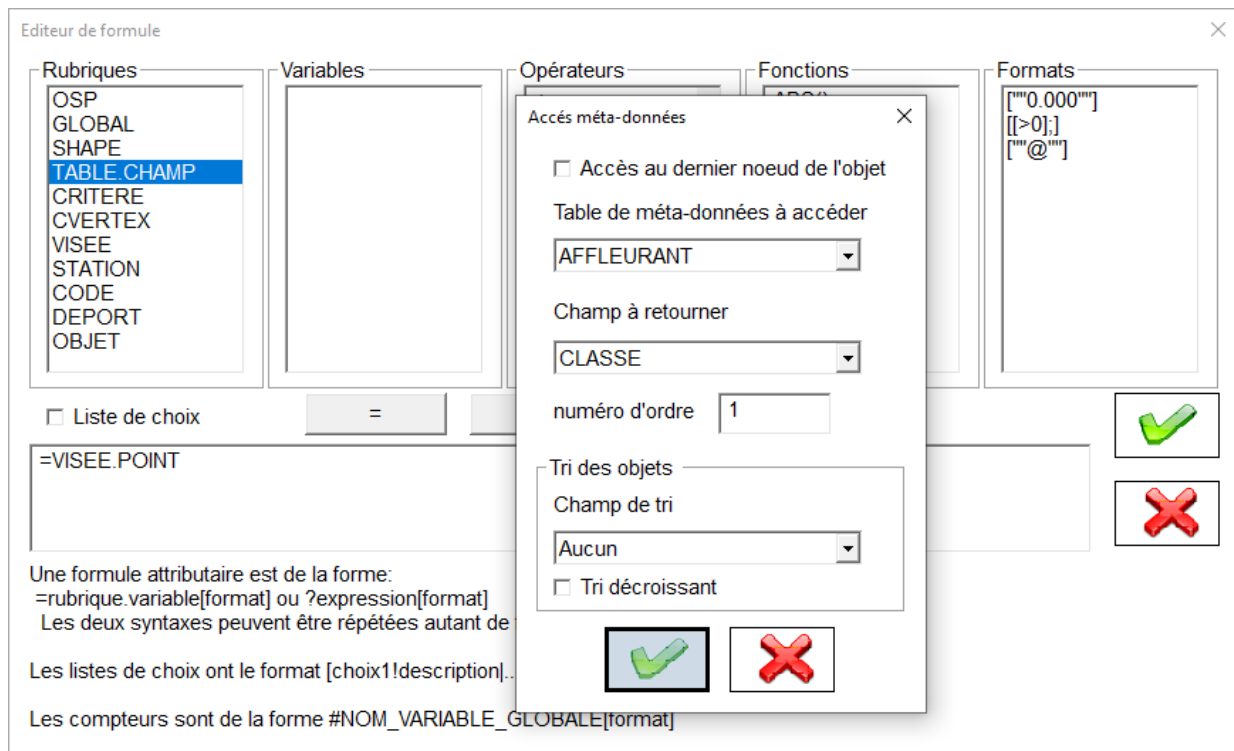 Editeur de formule
Rubriques
OSP
GLOBAL
SHAPE
TABLE.CHAMP
CRITERE
CVERTEX
VISEE
STATION
CODE
DEPORT
OBJET
Variables
Opérateurs
Fonctions
Formats
[""0.000""]
[[>0];]
[""@""]
Liste de choix
=
=VISEE.POINT
Une formule attributaire est de la forme:
=rubrique.variable[format] ou ?expression[format]
Les deux syntaxes peuvent être répétées autant de
Les listes de choix ont le format [choix1!description|..
Les compteurs sont de la forme #NOM_VARIABLE_GLOBALE[format]
Accés méta-données
Accès au dernier noeud de l'objet
Table de méta-données à accéder
AFFLEURANT
Champ à retourner
CLASSE
numéro d'ordre
1
Tri des objets
Champ de tri
Aucun
Tri décroissant